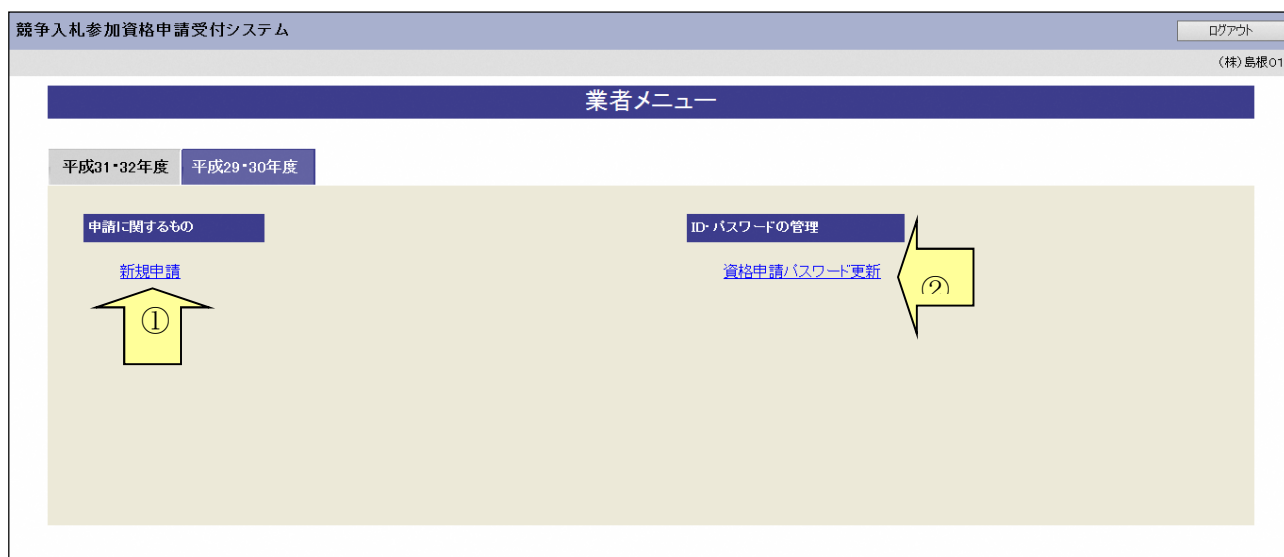 競争入札参加資格申請受付システム
ログアウト
(株)島根01
業者メニュー
平成31・32年度
平成29・30年度
申請に関するもの
ID・パスワードの管理
新規申請
資格申請パスワード更新
①
②